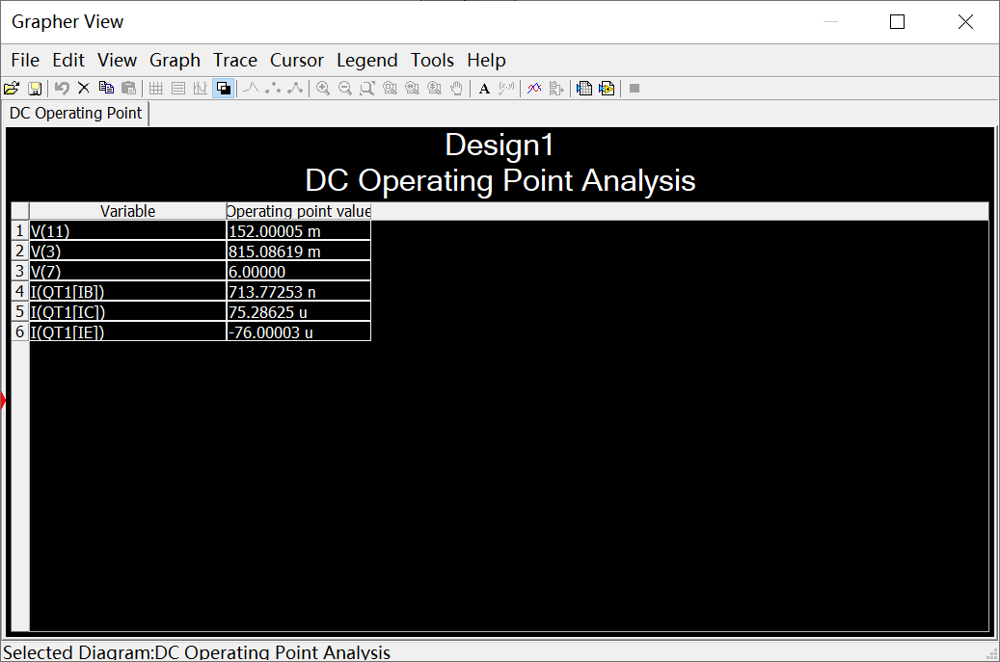 Grapher View
File Edit View Graph Trace Cursor Legend Tools Help
A
DC Operating Point
Design1
DC Operating Point Analysis
Variable Operating point value
1 V(11) 152.00005 m
2 V(3) 815.08619 m
3 V(7) 6.00000
4 I(QT1[IB]) 713.77253 n
5 I(QT1[IC]) 75.28625 u
6 I(QT1[IE]) -76.00003 u
Selected Diagram:DC Operating Point Analysis